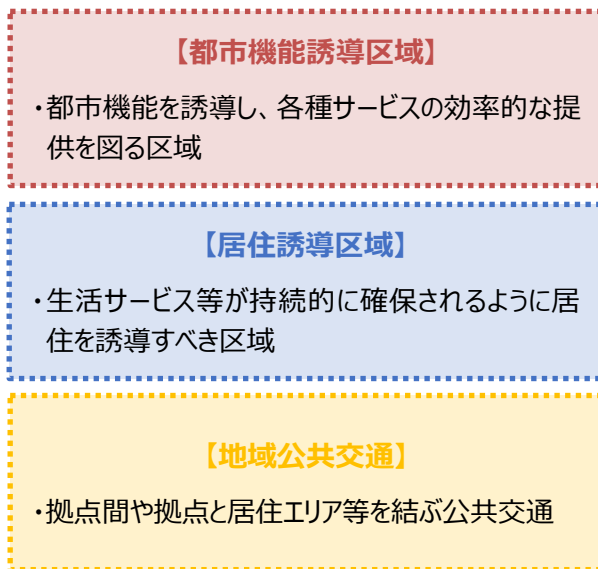 【都市機能誘導区域】
・都市機能を誘導し、各種サービスの効率的な提
供を図る区域
【居住誘導区域】
・生活サービス等が持続的に確保されるように居
住を誘導すべき区域
【地域公共交通】
・拠点間や拠点と居住エリア等を結ぶ公共交通